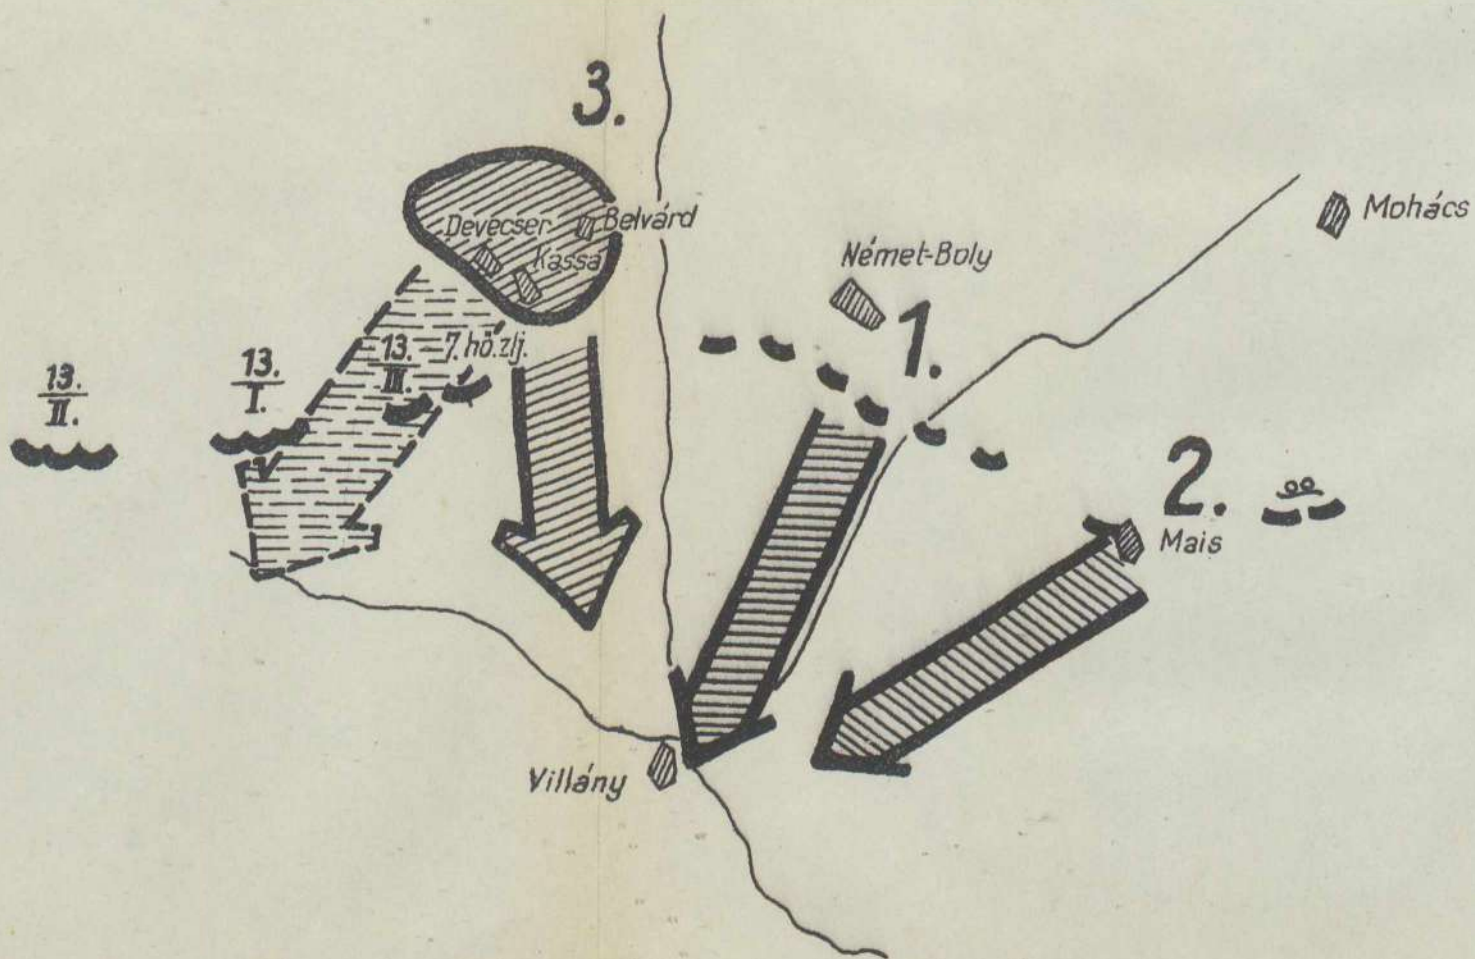 3.
Mohács
Devecser
Belvárd
Kassa
Német-Boly
1.
13.
II.
13.
I.
13.
III.
7. hö. zlj.
2.
Mais
Villány